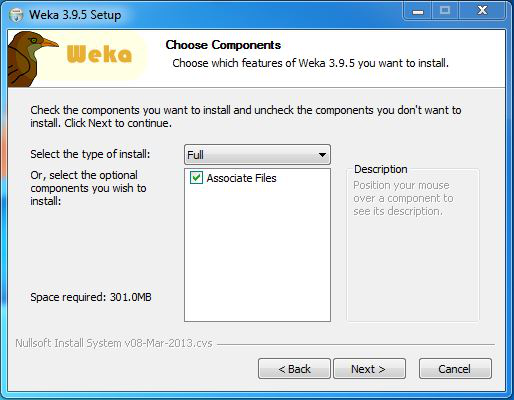 Weka 3.9.5 Setup
Weka
Choose Components
Choose which features of Weka 3.9.5 you want to install.
Check the components you want to install and uncheck the components you don't want to
install. Click Next to continue.
Select the type of install:
Full
Or, select the optional
components you wish to
install:
Associate Files
Description
Position your mouse
over a component to
see its description.
Space required: 301.0MB
Nullsoft Install System v08-Mar-2013.cvs
< Back
Next >
Cancel